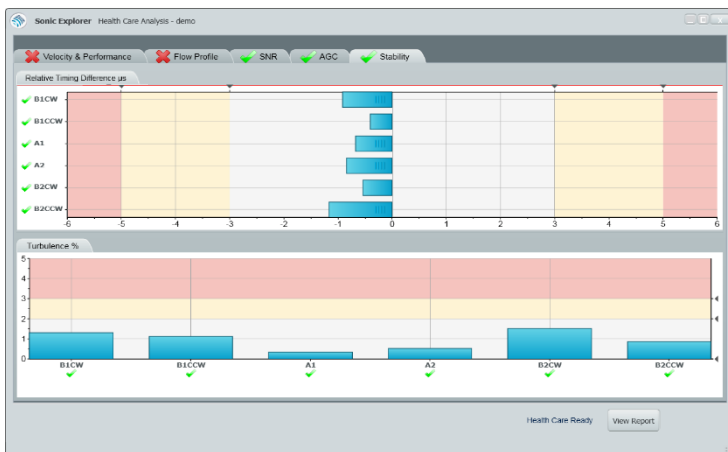 Sonic Explorer Health Care Analysis - demo
Velocity & Performance Flow Profile SNR AGC Stability
Relative Timing Difference µs
B1CW
B1CCW
A1
A2
B2CW
B2CCW
-6 -5 -4 -3 -2 -1 0 1 2 3 4 5 6
Turbulence %
5
4
3
2
1
0
B1CW B1CCW A1 A2 B2CW B2CCW
Health Care Ready View Report